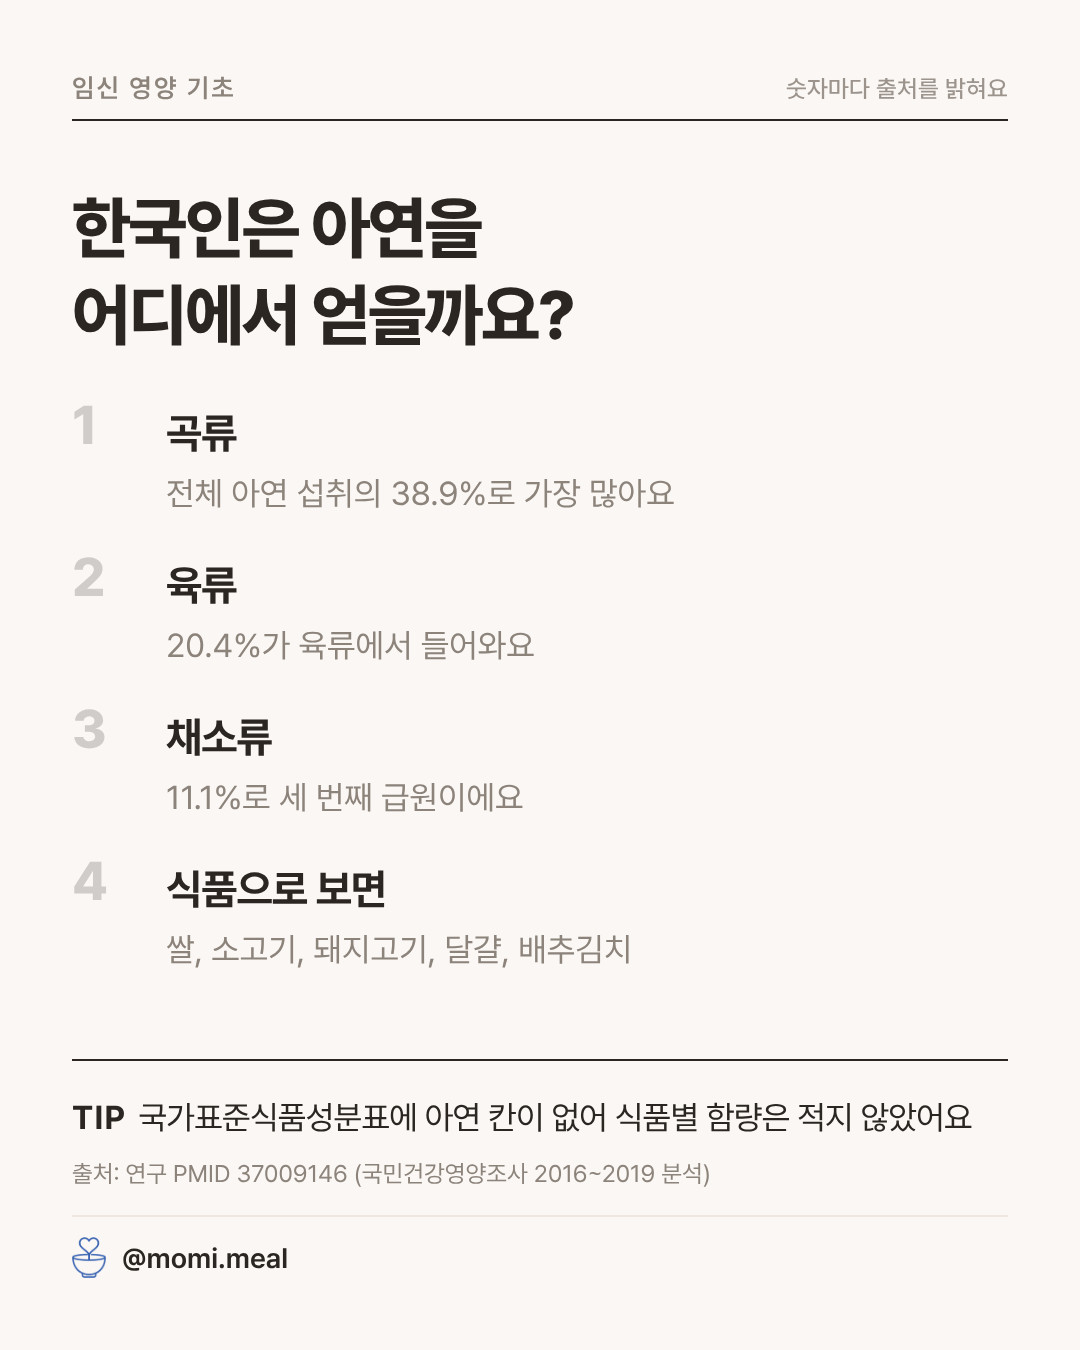 임신 영양 기초
숫자마다 출처를 밝혀요
한국인은 아연을
어디에서 얻을까요?
1
곡류
전체 아연 섭취의 38.9%로 가장 많아요
2
육류
20.4%가 육류에서 들어와요
3
채소류
11.1%로 세 번째 급원이에요
4
식품으로 보면
쌀, 소고기, 돼지고기, 달걀, 배추김치
TIP 국가표준식품성분표에 아연 칸이 없어 식품별 함량은 적지 않았어요
출처: 연구 PMID 37009146 (국민건강영양조사 2016~2019 분석)
@momi.meal